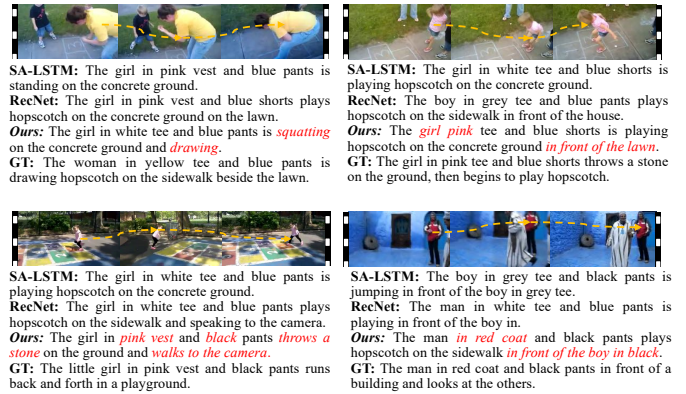 SA-LSTM: The girl in pink vest and blue pants is
standing on the concrete ground.
RecNet: The girl in pink vest and blue shorts plays
hopscotch on the concrete ground on the lawn.
Ours: The girl in white tee and blue pants is squatting
on the concrete ground and drawing.
GT: The woman in yellow tee and blue pants is
drawing hopscotch on the sidewalk beside the lawn.
SA-LSTM: The girl in white tee and blue shorts is
playing hopscotch on the concrete ground.
RecNet: The boy in grey tee and blue pants plays
hopscotch on the sidewalk in front of the house.
Ours: The girl pink tee and blue shorts is playing
hopscotch on the concrete ground in front of the lawn.
GT: The girl in pink tee and blue shorts throws a stone
on the ground, then begins to play hopscotch.
SA-LSTM: The girl in white tee and blue pants is
playing hopscotch on the concrete ground.
RecNet: The girl in white tee and blue pants plays
hopscotch on the sidewalk and speaking to the camera.
Ours: The girl in pink vest and black pants throws a
stone on the ground and walks to the camera.
GT: The little girl in pink vest and black pants runs
back and forth in a playground.
SA-LSTM: The boy in grey tee and black pants is
jumping in front of the boy in grey tee.
RecNet: The man in white tee and blue pants is
playing in front of the boy in.
Ours: The man in red coat and black pants plays
hopscotch on the sidewalk in front of the boy in black.
GT: The man in red coat and black pants in front of a
building and looks at the others.